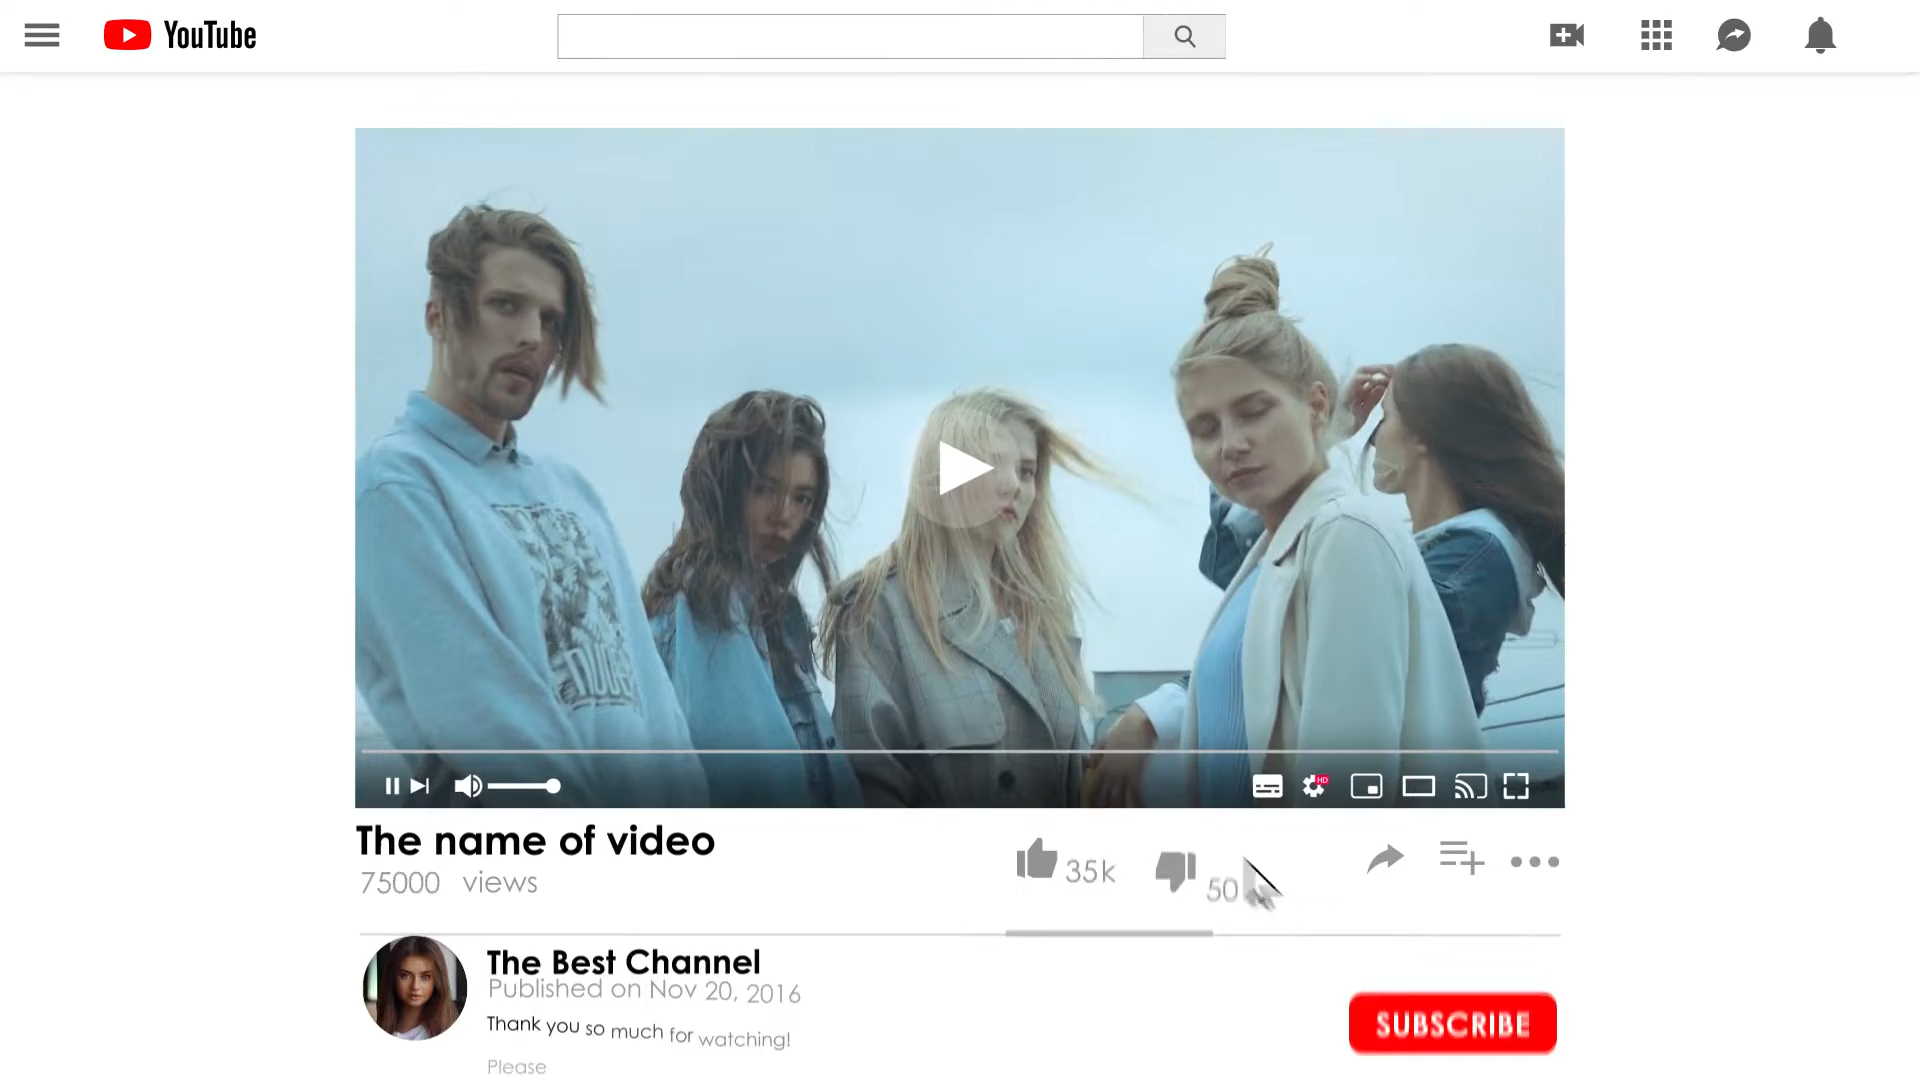 YouTube
HD
The name of video
75000 views
35k
50
The Best Channel
Published on Nov 20, 2016
Thank you so much for watching!
Please
SUBSCRIBE